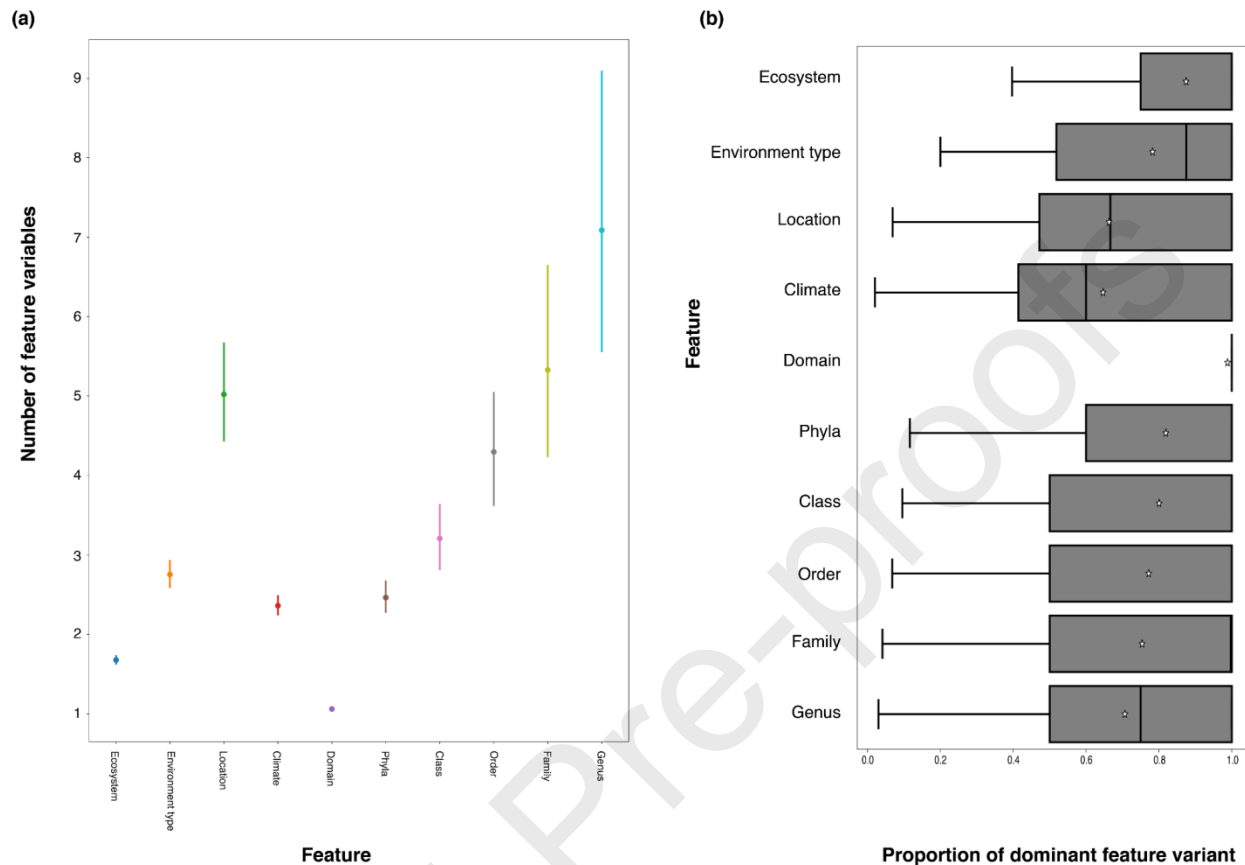 (a)
Number of feature variables
9
8
7
6
5
4
3
2
1
Ecosystem
Environment type
Location
Climate
Domain
Phyla
Class
Order
Family
Genus
Feature
(b)
Feature
Ecosystem
Environment type
Location
Climate
Domain
Phyla
Class
Order
Family
Genus
0.0 0.2 0.4 0.6 0.8 1.0
Proportion of dominant feature variant
Pre-proofs